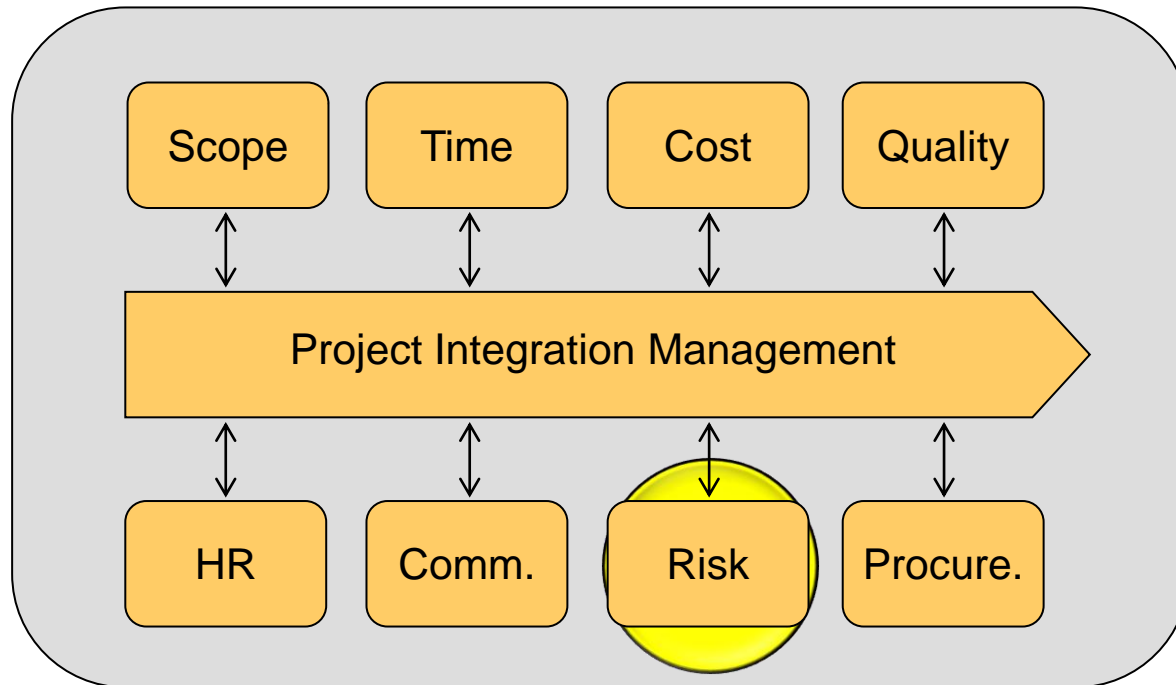 Scope
Time
Cost
Quality
Project Integration Management
HR
Comm.
Risk
Procure.